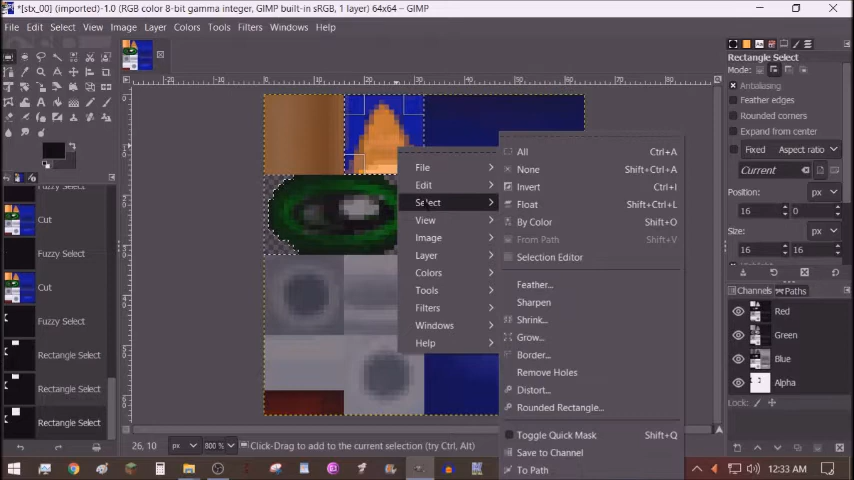 *[stx_00] (imported)-1.0 (RGB color 8-bit gamma integer, GIMP built-in sRGB, 1 layer) 64x64 – GIMP
File Edit Select View Image Layer Colors Tools Filters Windows Help
Rectangle Select
Mode:
Antialiasing
Feather edges
Rounded corners
Expand from center
Fixed Aspect ratio
Current
Position: px
16 0
Size: px
16 16
Channels Paths
Red
Green
Blue
Alpha
Lock:
Fuzzy Select
Cut
Fuzzy Select
Cut
Fuzzy Select
Rectangle Select
Rectangle Select
Rectangle Select
File
Edit
Select
View
Image
Layer
Colors
Tools
Filters
Windows
Help
All Ctrl+A
None Shift+Ctrl+A
Invert Ctrl+I
Float Shift+Ctrl+L
By Color Shift+O
From Path Shift+V
Selection Editor
Feather...
Sharpen
Shrink...
Grow...
Border...
Remove Holes
Distort...
Rounded Rectangle...
Toggle Quick Mask Shift+Q
Save to Channel
To Path
26, 10 px 800 % Click-Drag to add to the current selection (try Ctrl, Alt)
12:33 AM